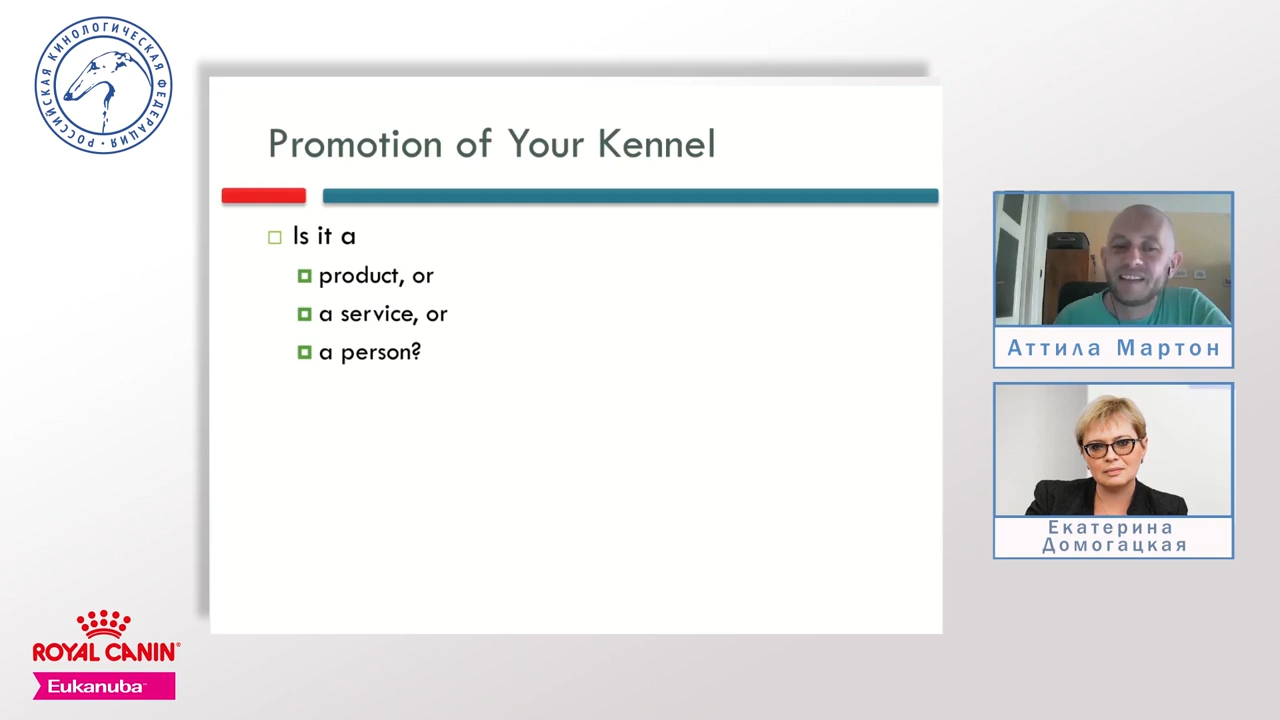 РОССИЙСКАЯ КИНОЛОГИЧЕСКАЯ ФЕДЕРАЦИЯ •
Promotion of Your Kennel
Is it a
product, or
a service, or
a person?
Аттила Мартон
Екатерина
Домогацкая
ROYAL CANIN®
Eukanuba™